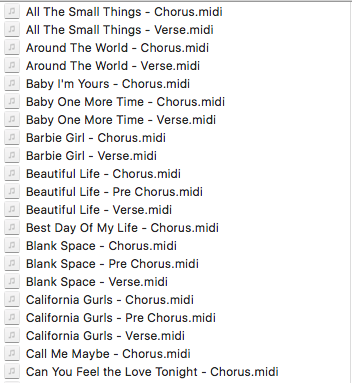 All The Small Things - Chorus.midi
All The Small Things - Verse.midi
Around The World - Chorus.midi
Around The World - Verse.midi
Baby I'm Yours - Chorus.midi
Baby One More Time - Chorus.midi
Baby One More Time - Verse.midi
Barbie Girl - Chorus.midi
Barbie Girl - Verse.midi
Beautiful Life - Chorus.midi
Beautiful Life - Pre Chorus.midi
Beautiful Life - Verse.midi
Best Day Of My Life - Chorus.midi
Blank Space - Chorus.midi
Blank Space - Pre Chorus.midi
Blank Space - Verse.midi
California Gurls - Chorus.midi
California Gurls - Pre Chorus.midi
California Gurls - Verse.midi
Call Me Maybe - Chorus.midi
Can You Feel the Love Tonight - Chorus.midi